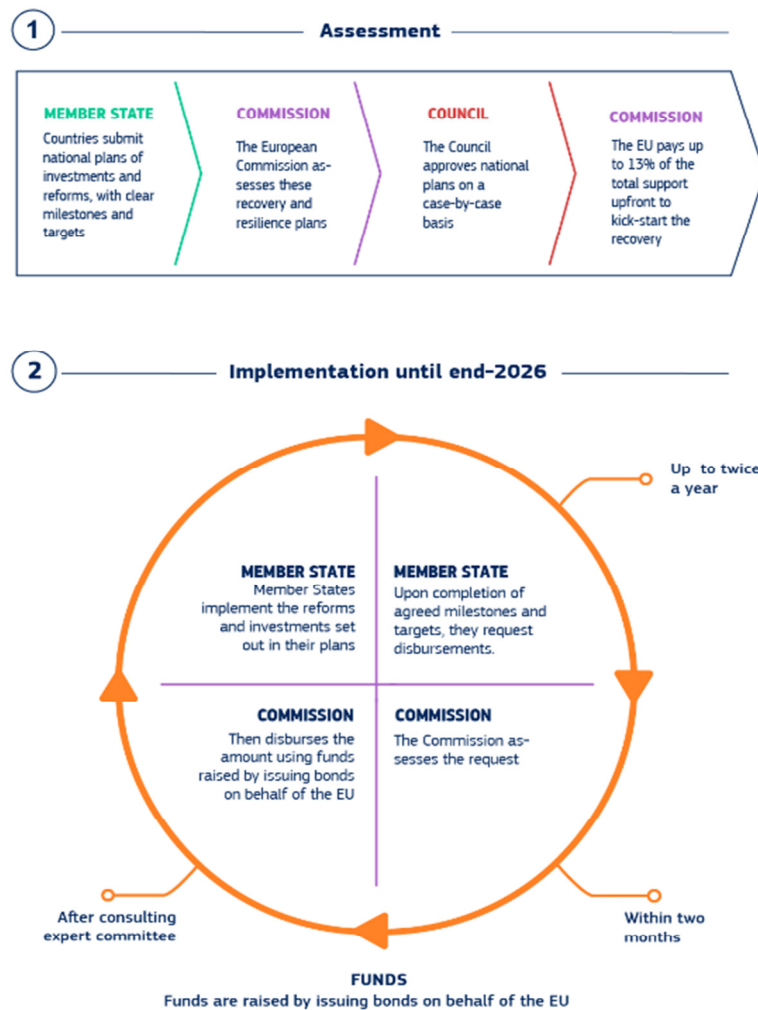 1
Assessment
MEMBER STATE
Countries submit
national plans of
investments and
reforms, with clear
milestones and
targets
COMMISSION
The European
Commission as-
sesses these
recovery and
resilience plans
COUNCIL
The Council
approves national
plans on a
case-by-case
basis
COMMISSION
The EU pays up
to 13% of the
total support
upfront to
kick-start the
recovery
2
Implementation until end-2026
Up to twice
a year
MEMBER STATE
Member States
implement the reforms
and investments set
out in their plans
MEMBER STATE
Upon completion of
agreed milestones and
targets, they request
disbursements.
COMMISSION
Then disburses the
amount using funds
raised by issuing bonds
on behalf of the EU
COMMISSION
The Commission as-
sesses the request
After consulting
expert committee
Within two
months
FUNDS
Funds are raised by issuing bonds on behalf of the EU